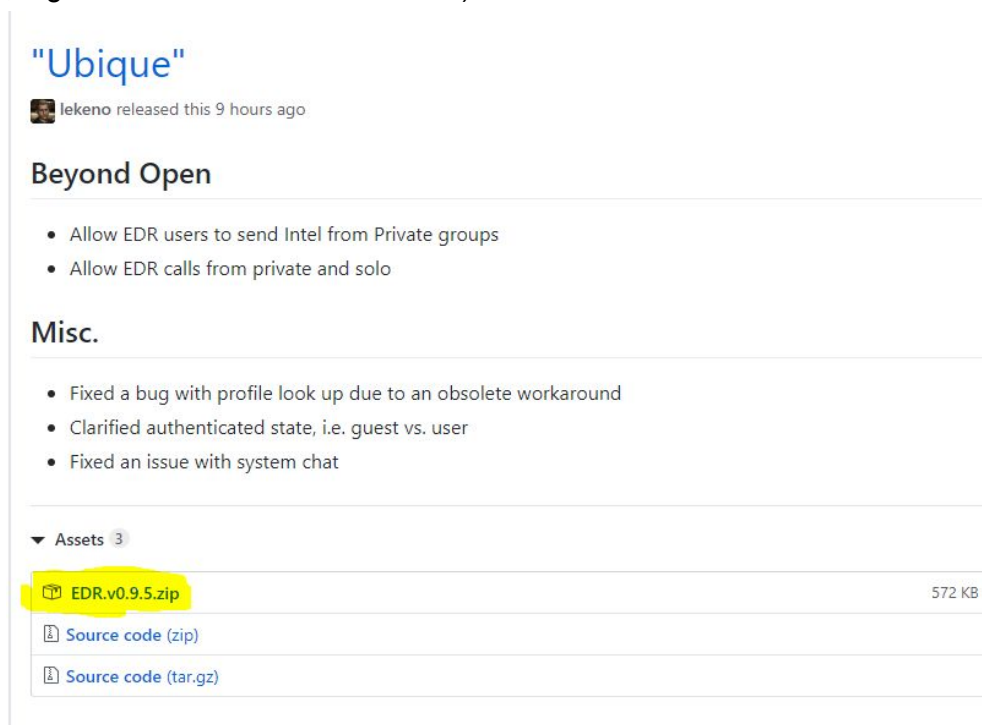 "Ubique"
lekeno released this 9 hours ago
Beyond Open
Allow EDR users to send Intel from Private groups
Allow EDR calls from private and solo
Misc.
Fixed a bug with profile look up due to an obsolete workaround
Clarified authenticated state, i.e. guest vs. user
Fixed an issue with system chat
Assets 3
EDR.v0.9.5.zip 572 KB
Source code (zip)
Source code (tar.gz)